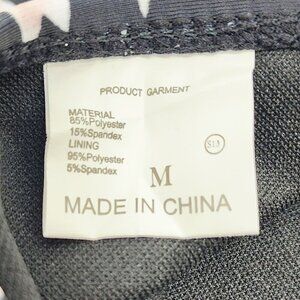 PRODUCT GARMENT
MATERIAL
85%Polyester
15%Spandex
LINING
95%Polyester
5%Spandex
M
MADE IN CHINA